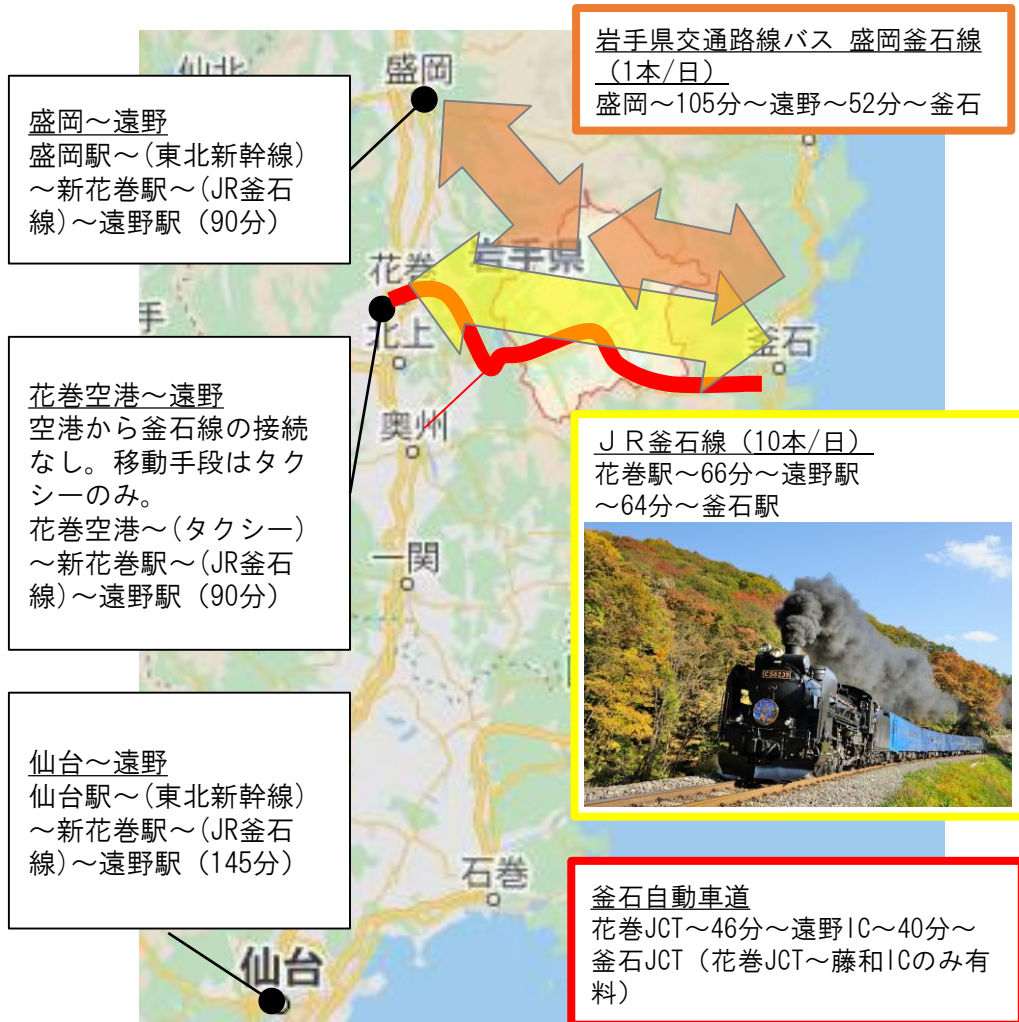 岩手県交通路線バス 盛岡釜石線
（1本/日）
盛岡～105分～遠野～52分～釜石
仙北
盛岡
盛岡～遠野
盛岡駅～(東北新幹線)
～新花巻駅～(JR釜石
線)～遠野駅（90分）
花巻
岩手県
手
北上
釜石
奥州
花巻空港～遠野
空港から釜石線の接続
なし。移動手段はタク
シーのみ。
花巻空港～(タクシー)
～新花巻駅～(JR釜石
線)～遠野駅（90分）
ＪＲ釜石線（10本/日）
花巻駅～66分～遠野駅
～64分～釜石駅
C58239
一関
仙台～遠野
仙台駅～(東北新幹線)
～新花巻駅～(JR釜石
線)～遠野駅（145分）
石巻
仙台
釜石自動車道
花巻JCT～46分～遠野IC～40分～
釜石JCT（花巻JCT～藤和ICのみ有
料）